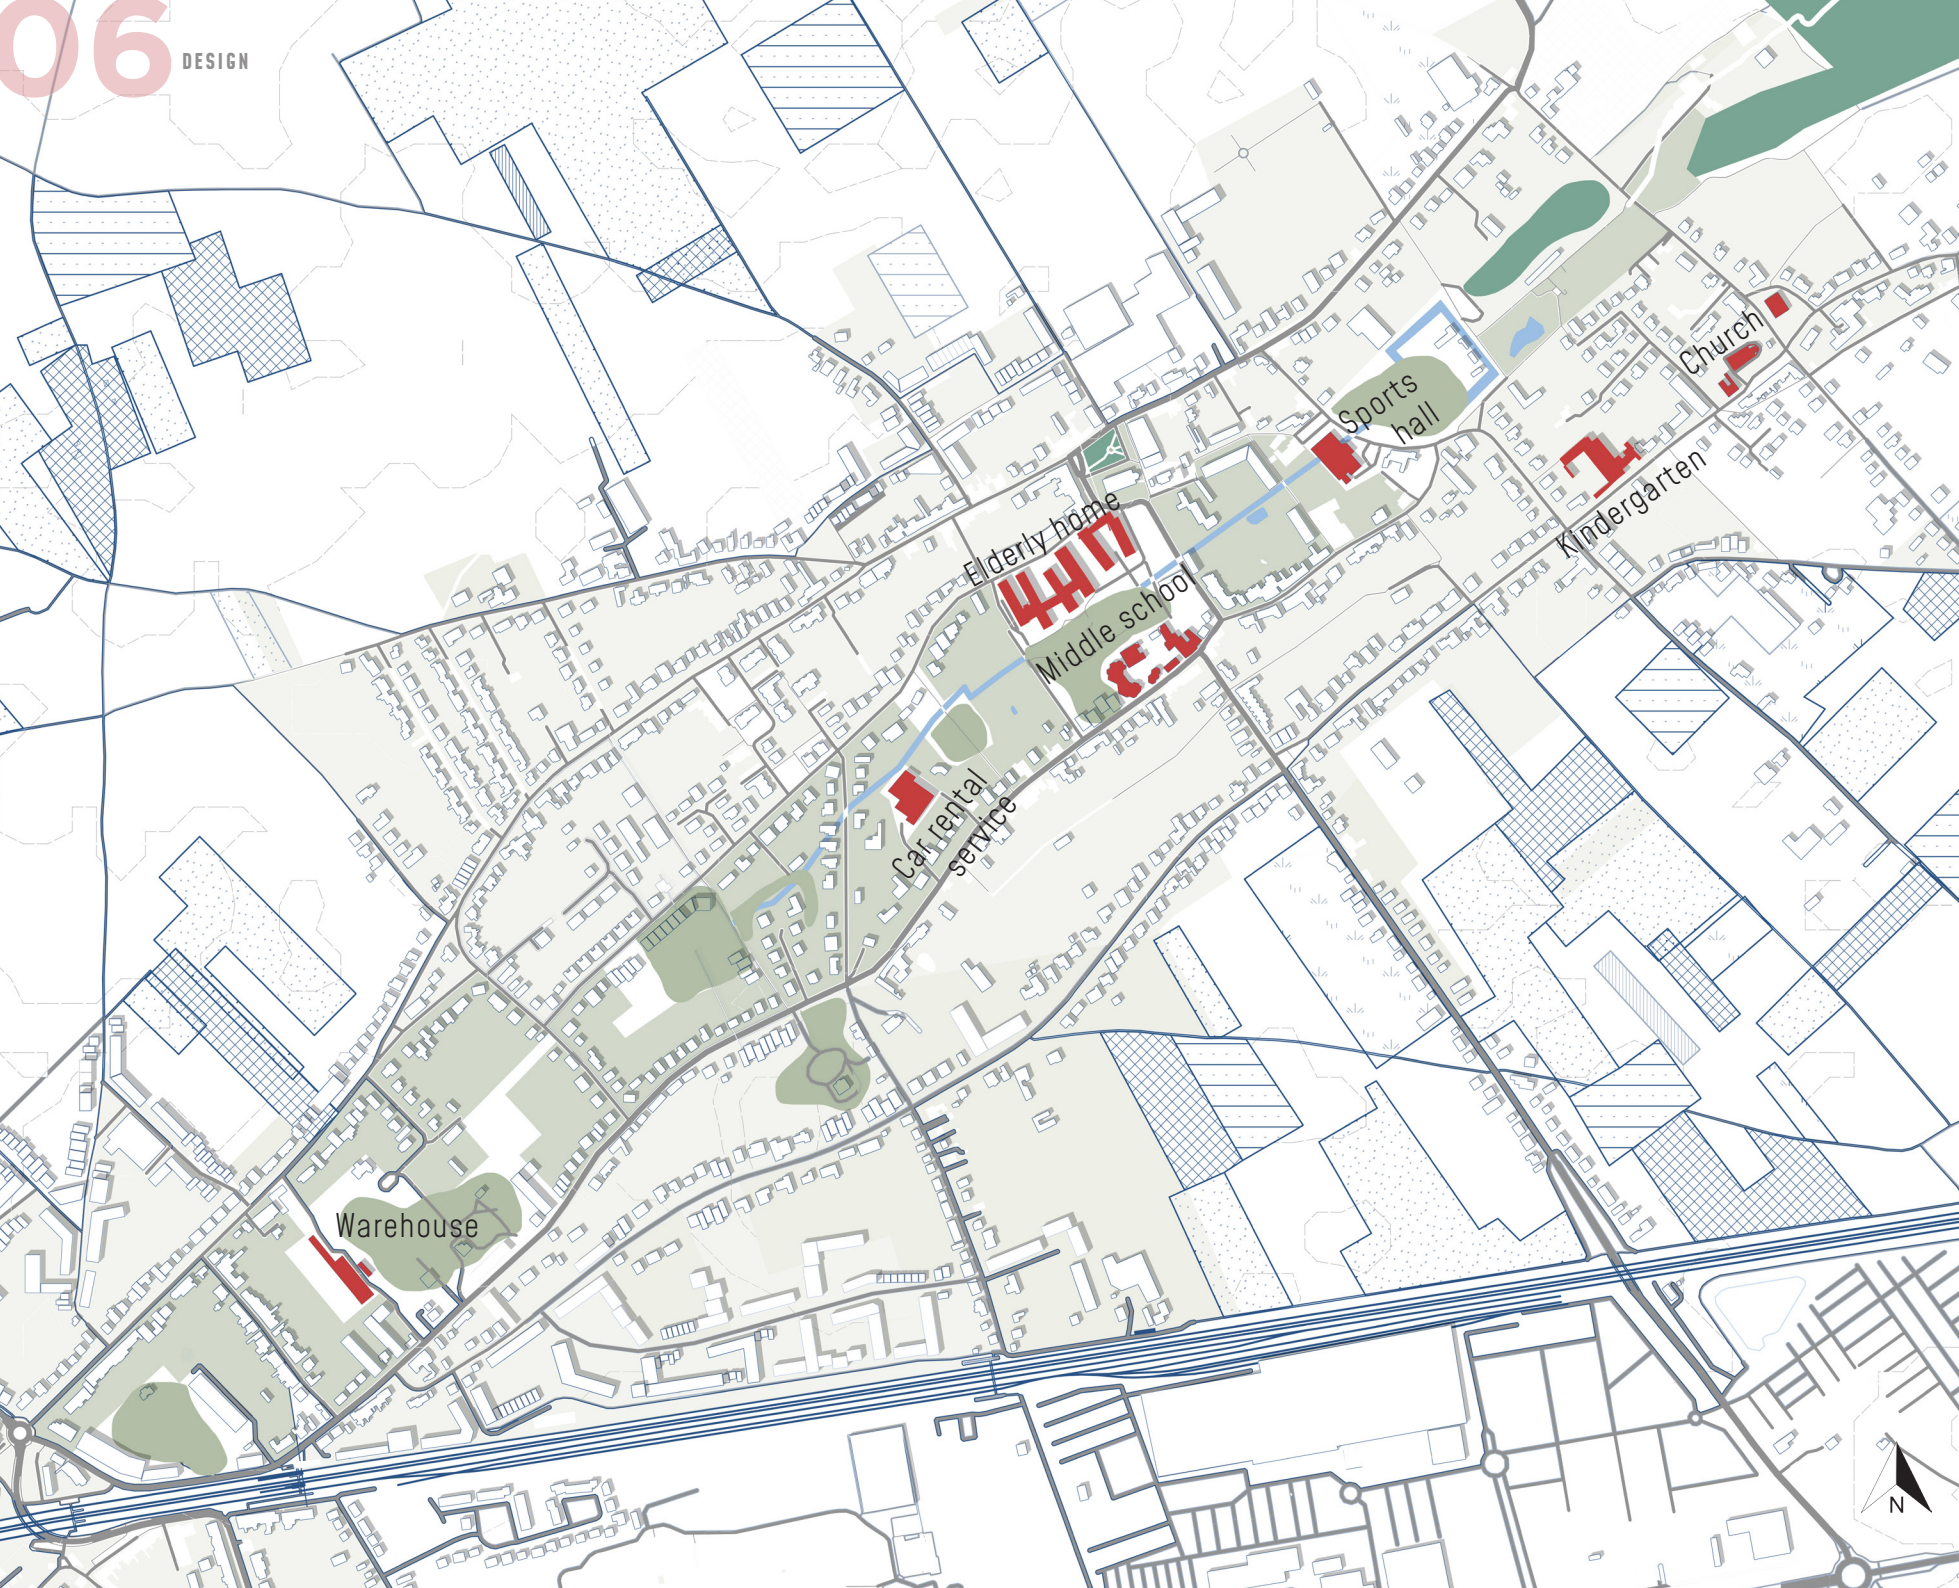 06
DESIGN
Church
Sports
hall
Kindergarten
Elderly home
Middle school
Car rental
service
Warehouse
N